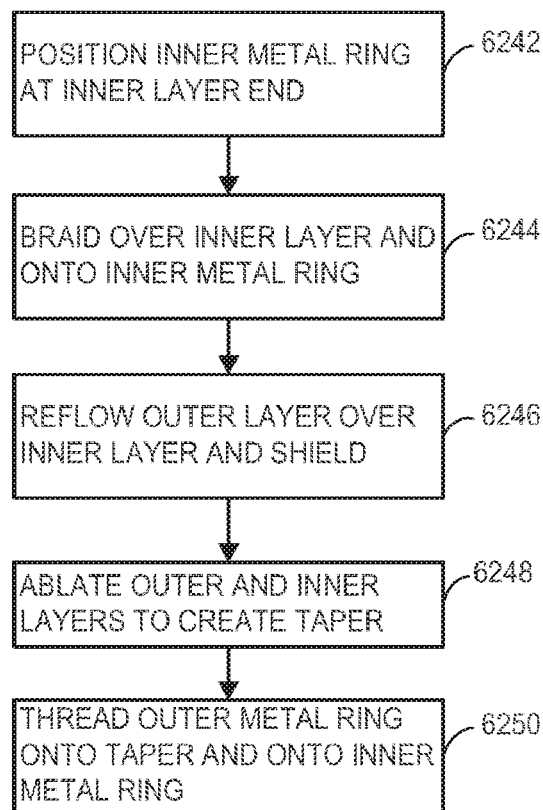 POSITION INNER METAL RING
AT INNER LAYER END
6242
BRAID OVER INNER LAYER AND
ONTO INNER METAL RING
6244
REFLOW OUTER LAYER OVER
INNER LAYER AND SHIELD
6246
ABLATE OUTER AND INNER
LAYERS TO CREATE TAPER
6248
THREAD OUTER METAL RING
ONTO TAPER AND ONTO INNER
METAL RING
6250